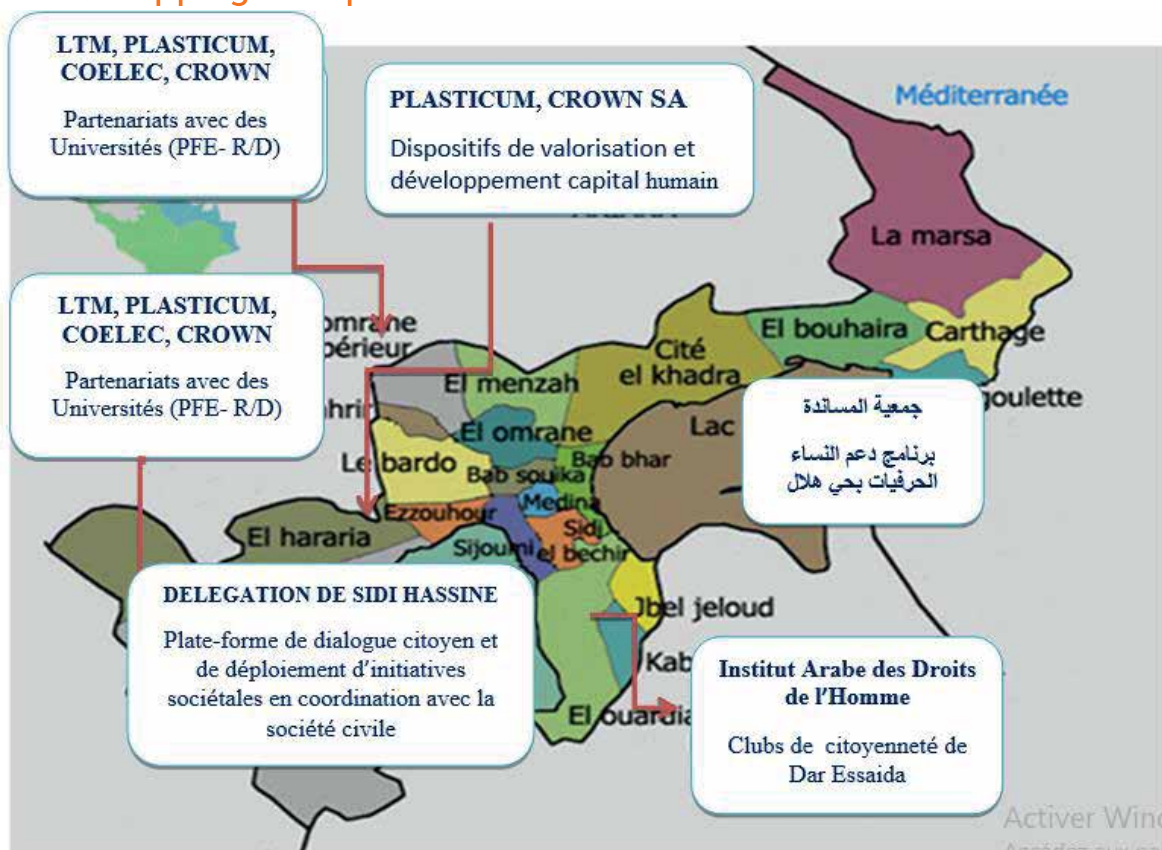 LTM, PLASTICUM,
COELEC, CROWN
Partenariats avec des
Universités (PFE- R/D)
PLASTICUM, CROWN SA
Dispositifs de valorisation et
développement capital humain
Méditerranée
La marsa
LTM, PLASTICUM,
COELEC, CROWN
Partenariats avec des
Universités (PFE- R/D)
El bouhaira
Carthage
Cité
el khadra
El menzah
goulette
El omrane
Lac
Le bardo
Bab souika
Bab bhar
جمعية المساندة
برنامج دعم النساء
الحرفيات بحي هلال
Medina
Ezzouhour
Sidi
el bechir
El hararia
Sijoumi
DELEGATION DE SIDI HASSINE
Plate-forme de dialogue citoyen et
de déploiement d'initiatives
sociétales en coordination avec la
société civile
Jbel jeloud
Kab
El ouardia
Institut Arabe des Droits
de l'Homme
Clubs de citoyenneté de
Dar Essaida
Activer Wind